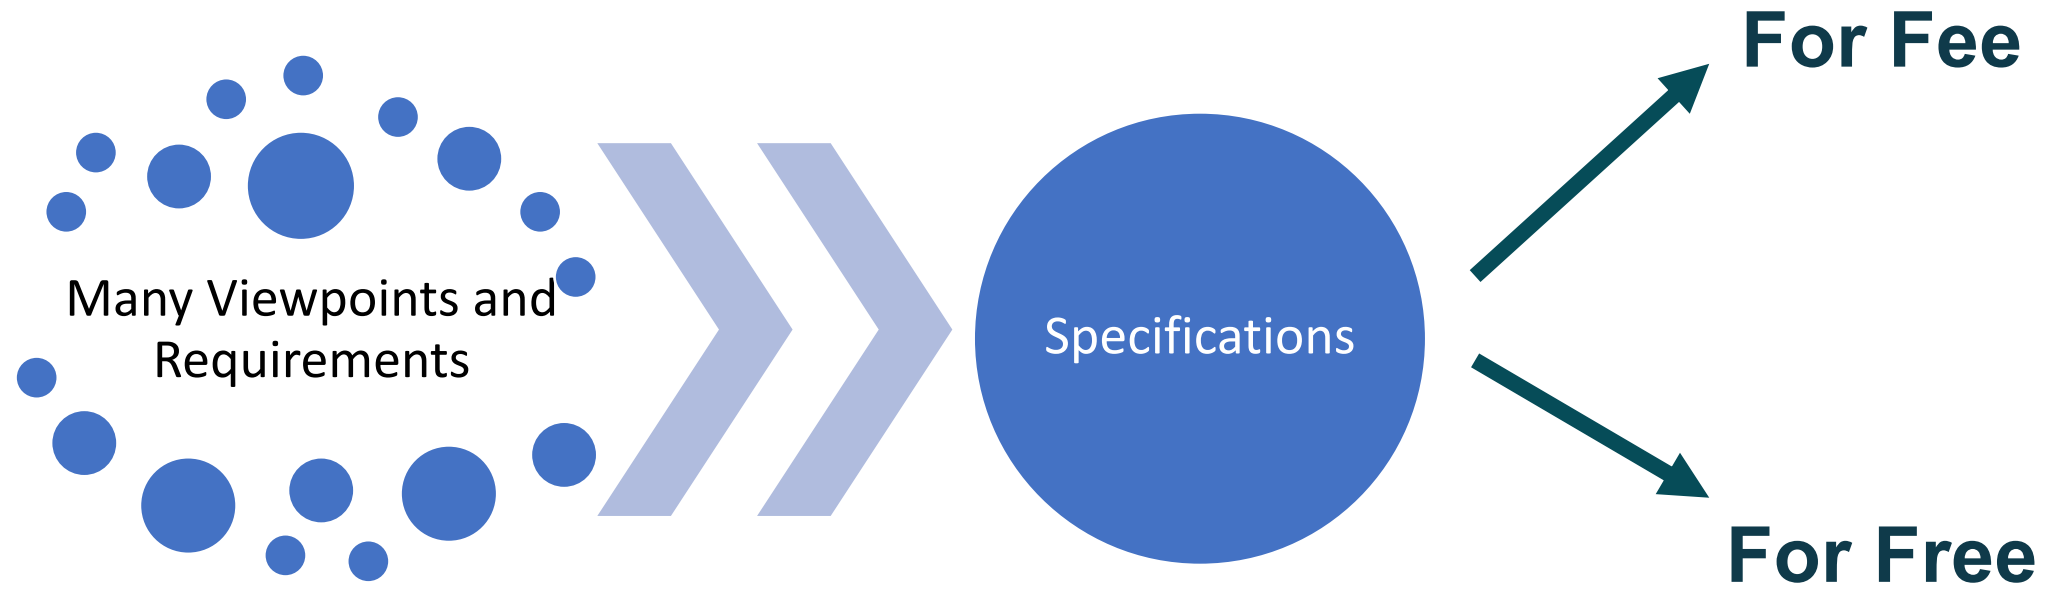 For Fee
Many Viewpoints and
Requirements
Specifications
For Free